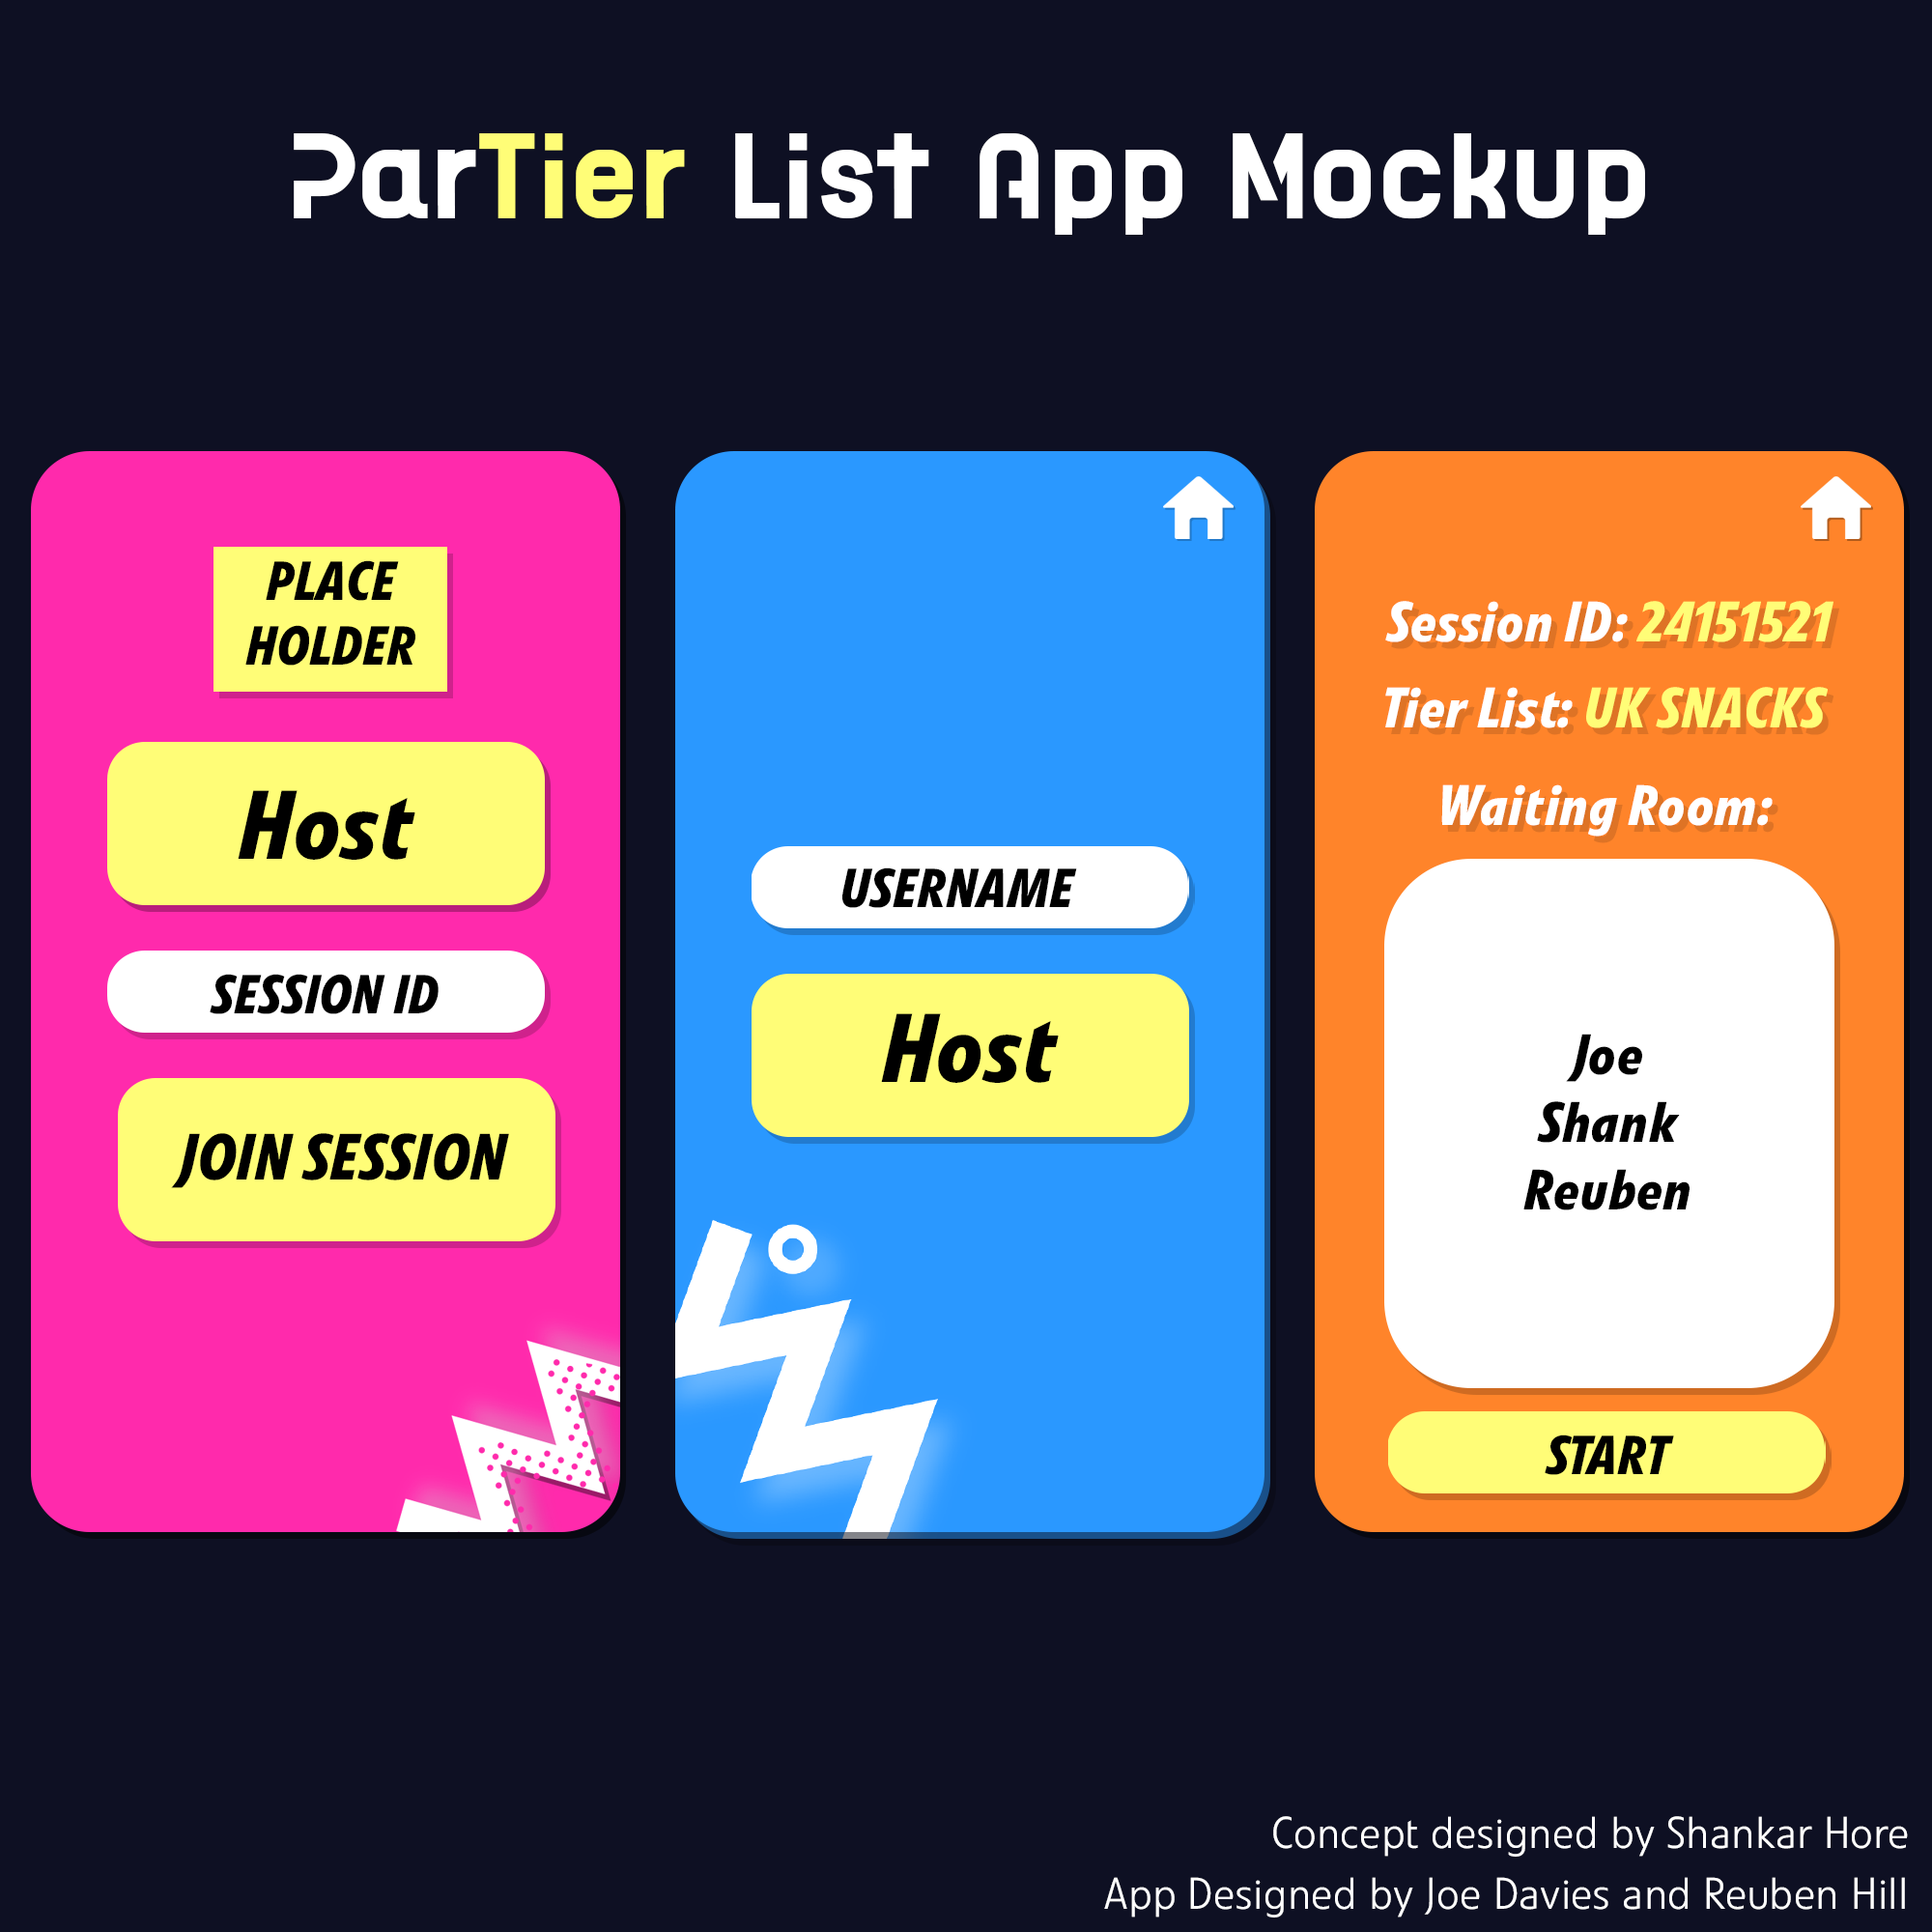 ParTier List App Mockup
PLACE
HOLDER
Host
SESSION ID
JOIN SESSION
USERNAME
Host
Session ID: 24151521
Tier List: UK SNACKS
Waiting Room:
Joe
Shank
Reuben
START
Concept designed by Shankar Hore
App Designed by Joe Davies and Reuben Hill